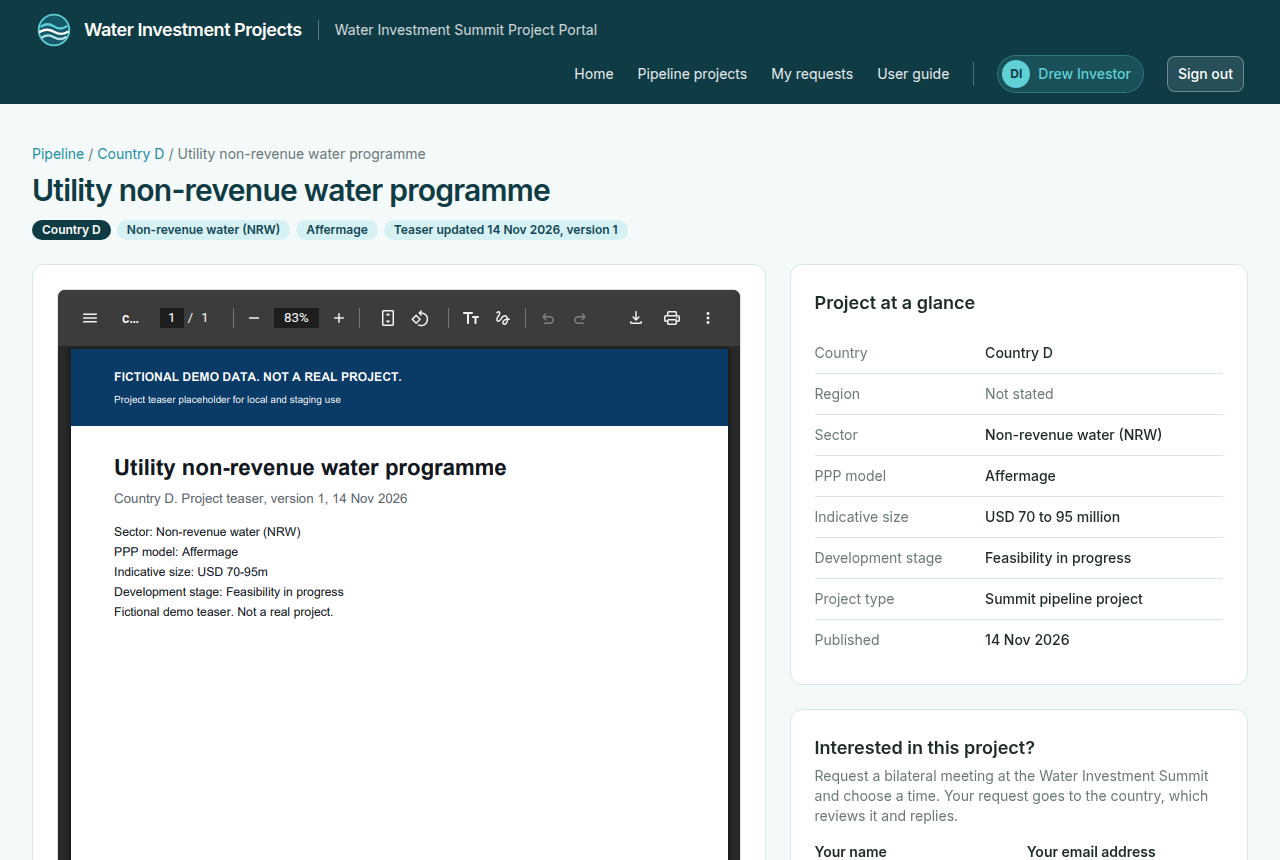 Water Investment Projects
Water Investment Summit Project Portal
Home
Pipeline projects
My requests
User guide
DI
Drew Investor
Sign out
Pipeline / Country D / Utility non-revenue water programme
Utility non-revenue water programme
Country D
Non-revenue water (NRW)
Affermage
Teaser updated 14 Nov 2026, version 1
c...
1 / 1
83%
FICTIONAL DEMO DATA. NOT A REAL PROJECT.
Project teaser placeholder for local and staging use
Utility non-revenue water programme
Country D. Project teaser, version 1, 14 Nov 2026
Sector: Non-revenue water (NRW)
PPP model: Affermage
Indicative size: USD 70-95m
Development stage: Feasibility in progress
Fictional demo teaser. Not a real project.
Project at a glance
Country Country D
Region Not stated
Sector Non-revenue water (NRW)
PPP model Affermage
Indicative size USD 70 to 95 million
Development stage Feasibility in progress
Project type Summit pipeline project
Published 14 Nov 2026
Interested in this project?
Request a bilateral meeting at the Water Investment Summit
and choose a time. Your request goes to the country, which
reviews it and replies.
Your name Your email address